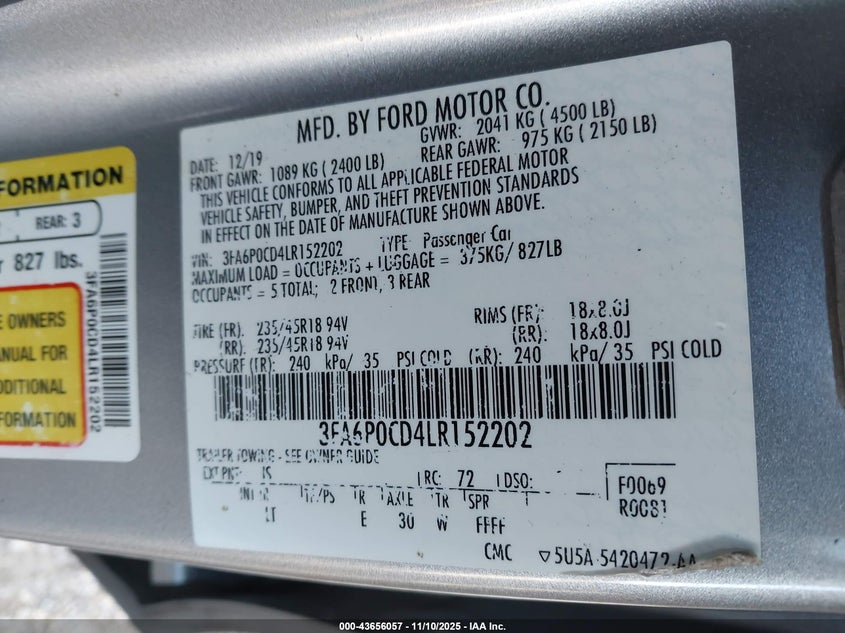 FORMATION
REAR: 3
827 lbs.
E OWNERS
ANUAL FOR
DDITIONAL
FORMATION
3FA6P0CD4LR152202
MFD. BY FORD MOTOR CO.
DATE: 12/19 GVWR: 2041 KG ( 4500 LB)
FRONT GAWR: 1089 KG ( 2400 LB) REAR GAWR: 975 KG ( 2150 LB)
THIS VEHICLE CONFORMS TO ALL APPLICABLE FEDERAL MOTOR
VEHICLE SAFETY, BUMPER, AND THEFT PREVENTION STANDARDS
IN EFFECT ON THE DATE OF MANUFACTURE SHOWN ABOVE.
VIN: 3FA6P0CD4LR152202 TYPE: Passenger Car
MAXIMUM LOAD = OCCUPANTS + LUGGAGE = 375KG/ 827LB
OCCUPANTS = 5 TOTAL; 2 FRONT, 3 REAR
TIRE (FR). 235/45R18 94V RIMS (FR): 18x8.0J
(RR). 235/45R18 94V (RR): 18x8.0J
PRESSURE (FR): 240 kPa/ 35 PSI COLD (RR): 240 kPa/ 35 PSI COLD
3FA6P0CD4LR152202
TRAILER TOWING - SEE OWNER GUIDE
EXT PNT: JS RC: 72 DSO:
F0069
R0081
INT TR TP/PS R AXLE TR SPR
E 30 W FFFF
CMC 5U5A-5420472-AA
000-43656057 - 11/10/2025 - IAA Inc.